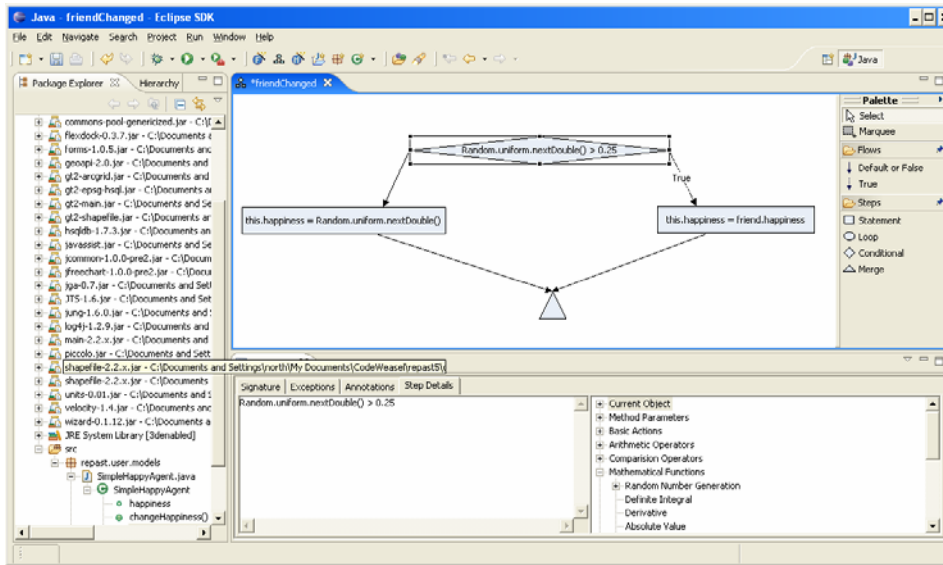 Java - friendChanged - Eclipse SDK
File Edit Navigate Search Project Run Window Help
Java
Package Explorer Hierarchy
commons-pool-genericized.jar - C:\
flexdock-0.3.7.jar - C:\Documents a
forms-1.0.5.jar - C:\Documents anc
geoapi-2.0.jar - C:\Documents and
gt2-arcgrid.jar - C:\Documents and
gt2-epsg-hsql.jar - C:\Documents ar
gt2-main.jar - C:\Documents and Se
gt2-shapefile.jar - C:\Documents ar
hsqldb-1.7.3.jar - C:\Documents and
javassist.jar - C:\Documents and Se
jcommon-1.0.0-pre2.jar - C:\Docum
jfreechart-1.0.0-pre2.jar - C:\Docur
jga-0.7.jar - C:\Documents and Sett
JTS-1.6.jar - C:\Documents and Set
jung-1.6.0.jar - C:\Documents and
log4j-1.2.9.jar - C:\Documents and
main-2.2.x.jar - C:\Documents and
piccolo.jar - C:\Documents and Sett
shapefile-2.2.x.jar - C:\Documents and Settings\north\My Documents\CodeWeasel\repast5\
shapefile-2.2.x.jar - C:\Documents
units-0.01.jar - C:\Documents and
velocity-1.4.jar - C:\Documents anc
wizard-0.1.12.jar - C:\Documents a
JRE System Library [3denabled]
src
repast.user.models
SimpleHappyAgent.java
SimpleHappyAgent
happiness
changeHappiness()
*friendChanged
Random.uniform.nextDouble() > 0.25
True
this.happiness = Random.uniform.nextDouble()
this.happiness = friend.happiness
Palette
Select
Marquee
Flows
Default or False
True
Steps
Statement
Loop
Conditional
Merge
Signature Exceptions Annotations Step Details
Random.uniform.nextDouble() > 0.25
Current Object
Method Parameters
Basic Actions
Arithmetic Operators
Comparision Operators
Mathematical Functions
Random Number Generation
Definite Integral
Derivative
Absolute Value